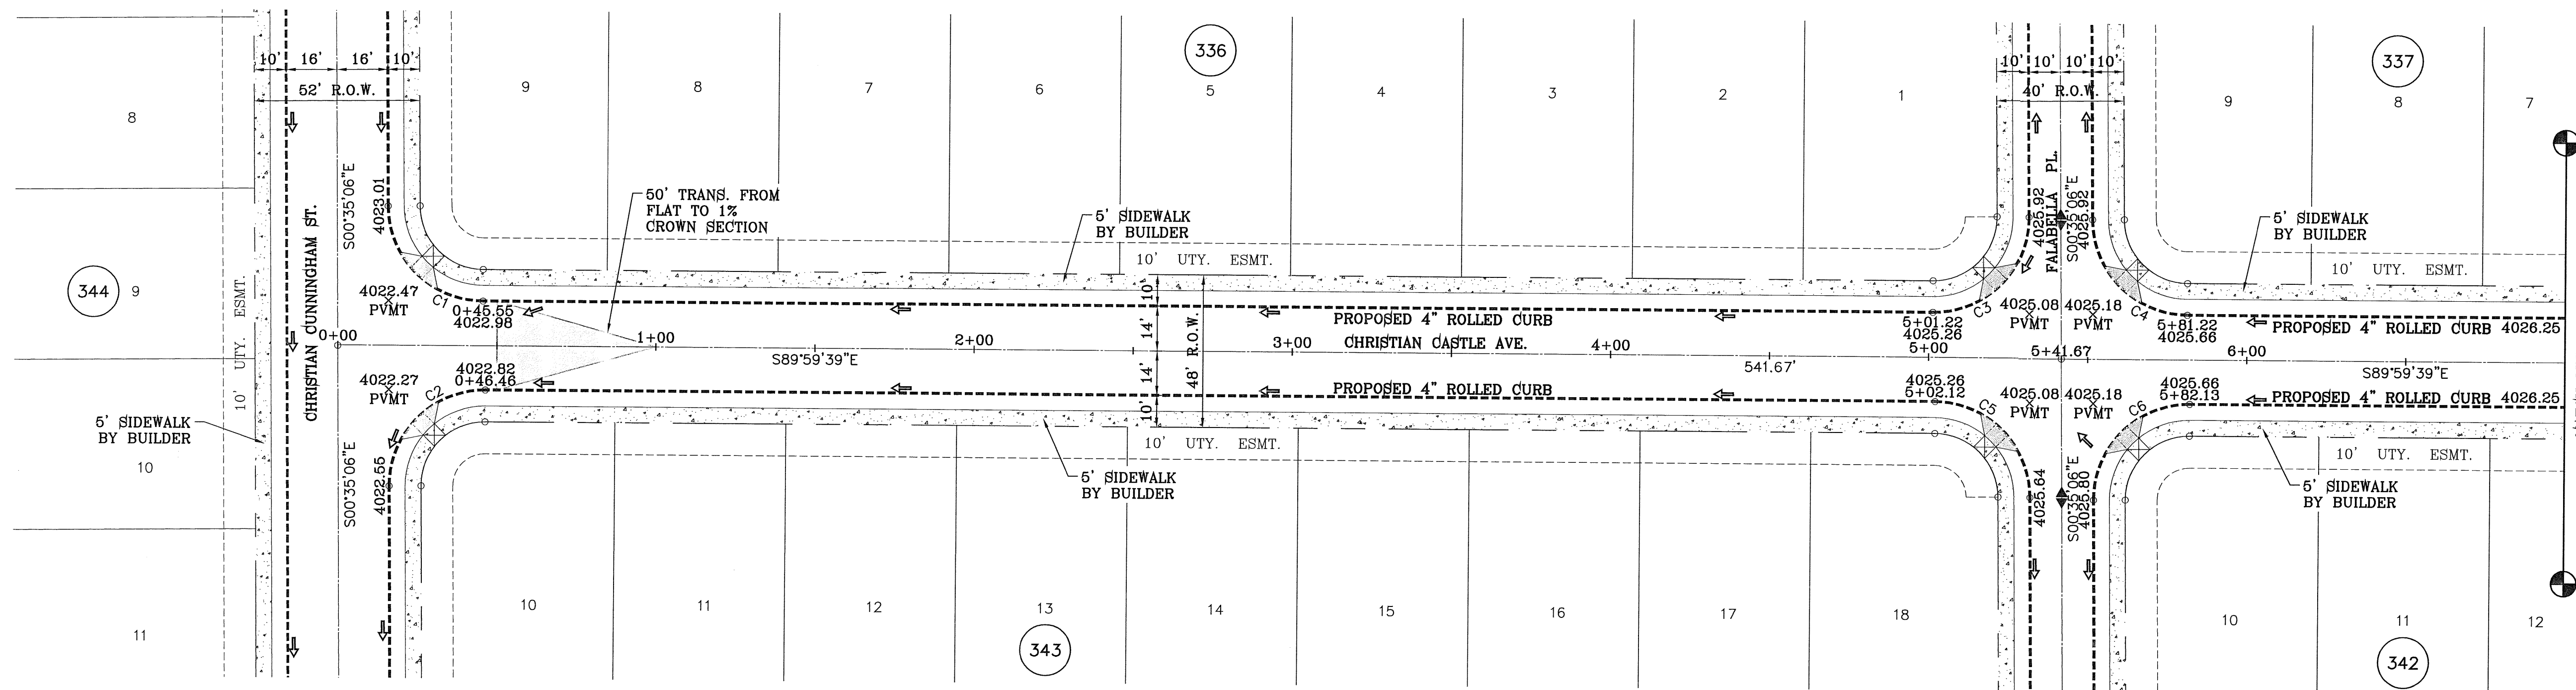 10' 16' 16' 10'
52' R.O.W.
8
9
10
11
344
10' UTY. ESMT.
5' SIDEWALK
BY BUILDER
CHRISTIAN CUNNINGHAM ST.
S00°35'06"E
S00°35'06"E
4023.01
4022.47
PVMT
C1
0+45.55
4022.98
0+00
4022.27
PVMT
C2
4022.82
0+46.46
4022.55
50' TRANS. FROM
FLAT TO 1%
CROWN SECTION
9
8
7
6
5
4
3
2
1
336
5' SIDEWALK
BY BUILDER
10' UTY. ESMT.
10'
14'
14'
10'
48' R.O.W.
1+00
2+00
3+00
4+00
5+00
S89°59'39"E
PROPOSED 4" ROLLED CURB
CHRISTIAN CASTLE AVE.
PROPOSED 4" ROLLED CURB
541.67'
10' UTY. ESMT.
5' SIDEWALK
BY BUILDER
10
11
12
13
14
15
16
17
18
343
10' 10' 10' 10'
40' R.O.W.
4025.92
FALABELLA PL.
S00°35'06"E
4025.92
C3
5+01.22
4025.26
4025.08
PVMT
4025.18
PVMT
C4
5+81.22
4025.66
5+41.67
4025.26
5+02.12
C5
4025.08
PVMT
4025.18
PVMT
C6
4025.66
5+82.13
4025.64
S00°35'06"E
4025.80
337
9
8
7
5' SIDEWALK
BY BUILDER
10' UTY. ESMT.
PROPOSED 4" ROLLED CURB 4026.25
6+00
S89°59'39"E
PROPOSED 4" ROLLED CURB 4026.25
10' UTY. ESMT.
5' SIDEWALK
BY BUILDER
10
11
12
342